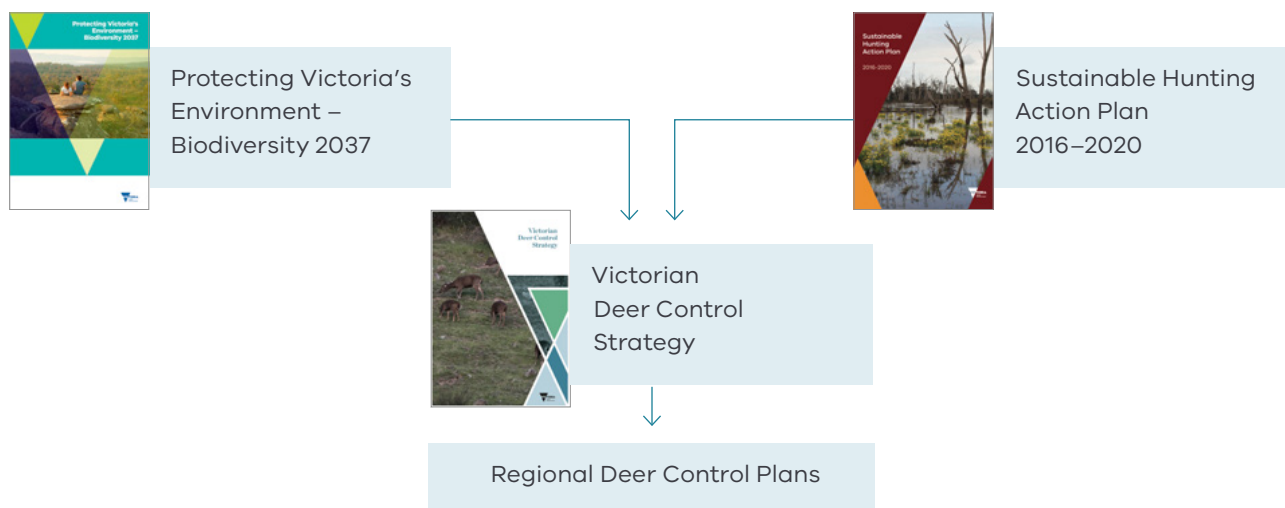 Protecting Victoria's
Environment –
Biodiversity 2037
Protecting Victoria's
Environment –
Biodiversity 2037
Sustainable
Hunting
Action Plan
2016–2020
Sustainable Hunting
Action Plan
2016–2020
Victorian
Deer Control
Strategy
Victorian
Deer Control
Strategy
Regional Deer Control Plans